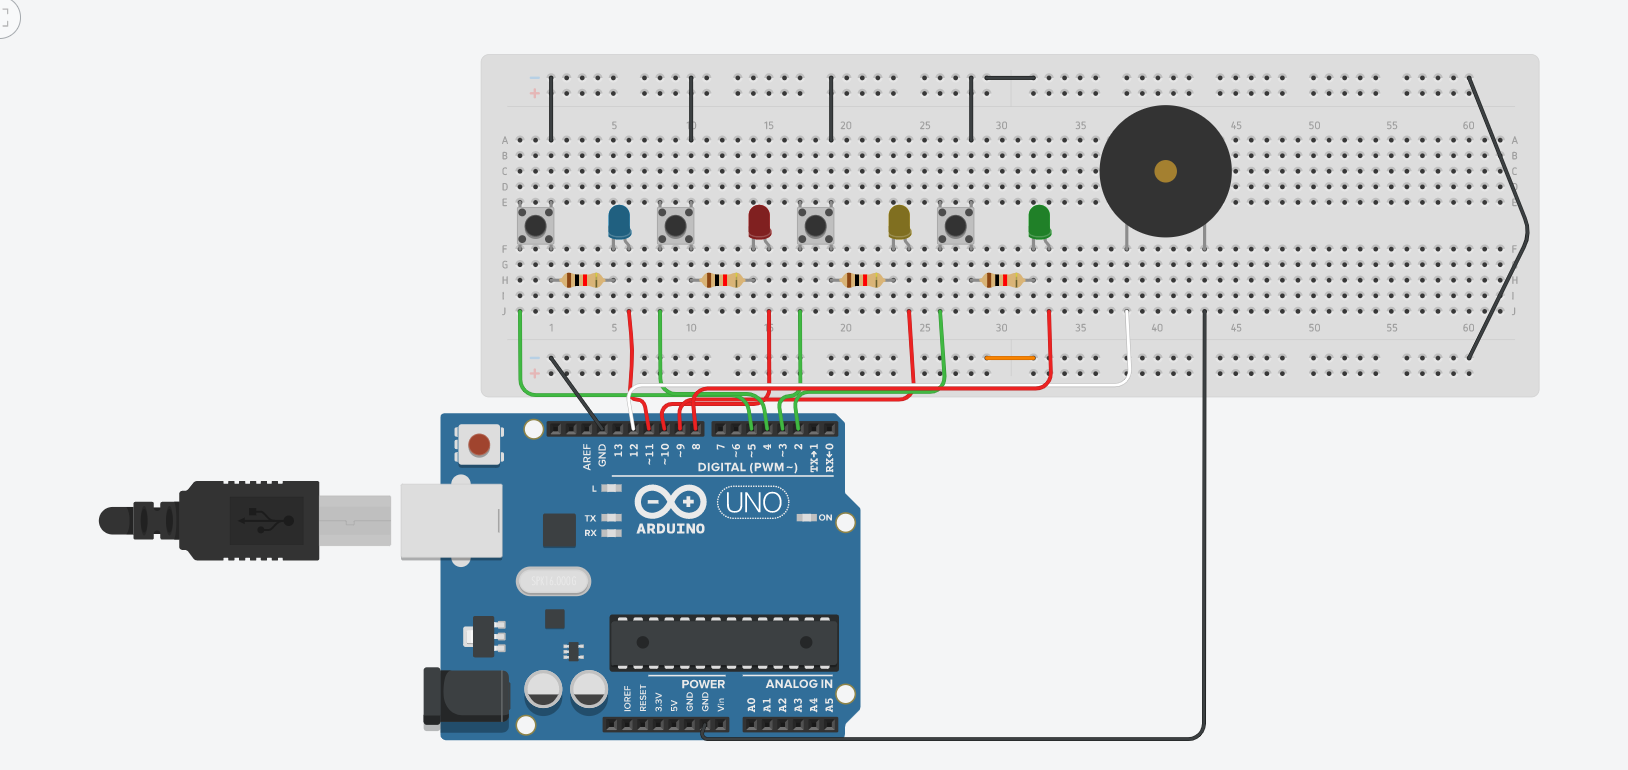 − −
+ +
5 10 15 20 25 30 35 45 50 55 60
A A
B B
C C
D D
E E
F F
G G
H H
I I
J J
1 5 10 15 20 25 30 35 40 45 50 55 60
− −
+ +
AREF GND 13 12 ~11 ~10 ~9 8 7 ~6 ~5 4 ~3 2 TX→1 RX←0
DIGITAL (PWM~)
L
UNO
TX
RX
ARDUINO
ON
POWER ANALOG IN
IOREF RESET 3.3V 5V GND GND Vin A0 A1 A2 A3 A4 A5